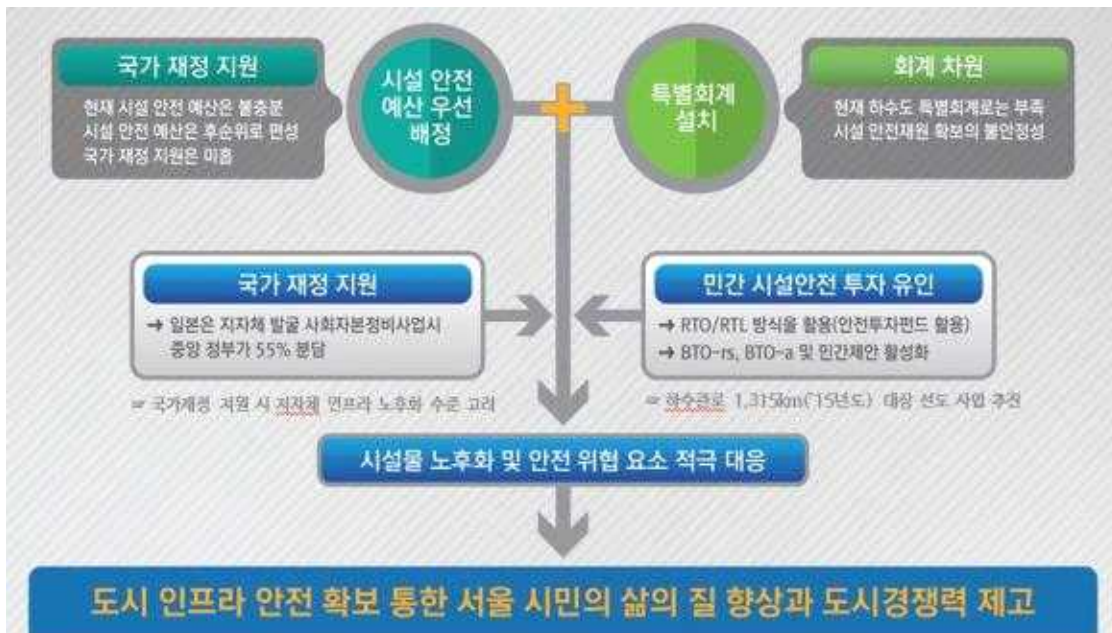 국가 재정 지원
현재 시설 안전 예산은 불충분
시설 안전 예산은 후순위로 편성
국가 재정 지원은 미흡
시설 안전
예산 우선
배정
특별회계
설치
회계 차원
현재 하수도 특별회계로는 부족
시설 안전재원 확보의 불안정성
국가 재정 지원
→ 일본은 지자체 발굴 사회자본정비사업시
중앙 정부가 55% 분담
☞ 국가재정 지원 시 지자체 인프라 노후화 수준 고려
민간 시설안전 투자 유인
→ RTO/RTL 방식을 활용(안전투자펀드 활용)
→ BTO-rs, BTO-a 및 민간제안 활성화
☞ 하수관로 1,315km('15년도) 대상 선도 사업 추진
시설물 노후화 및 안전 위협 요소 적극 대응
도시 인프라 안전 확보 통한 서울 시민의 삶의 질 향상과 도시경쟁력 제고